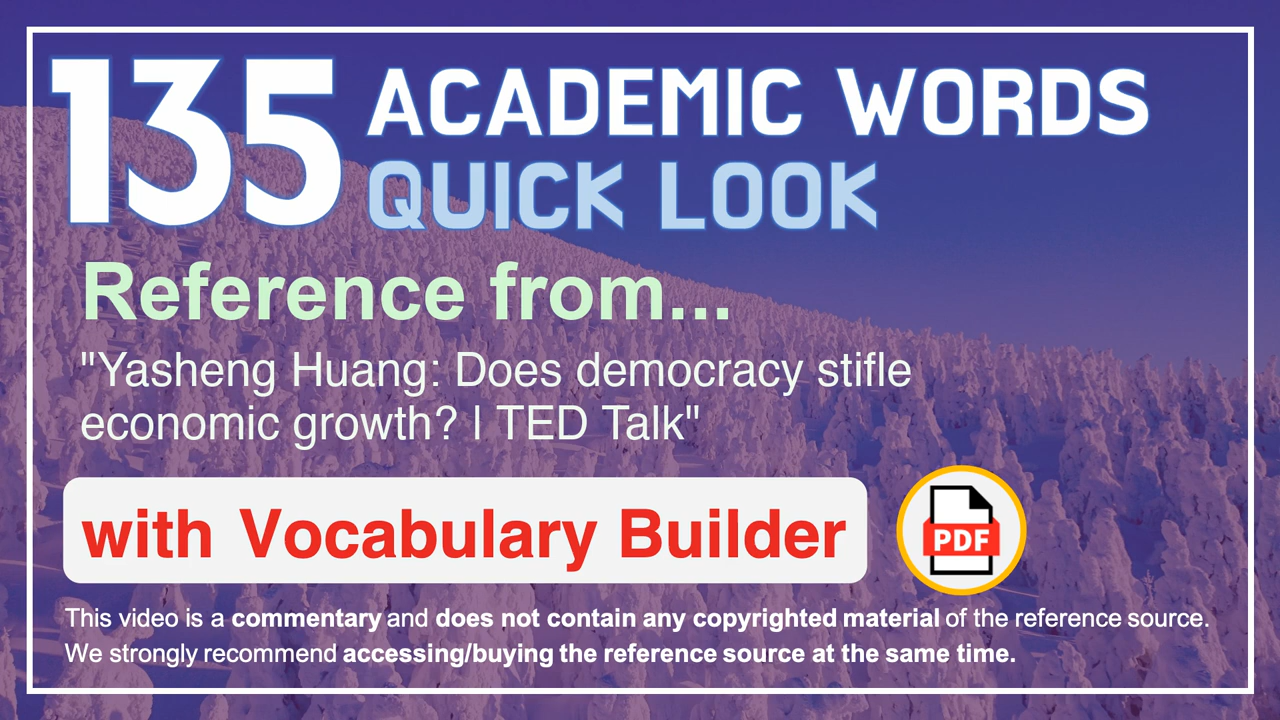 135 ACADEMIC WORDS
QUICK LOOK
Reference from...
"Yasheng Huang: Does democracy stifle
economic growth? | TED Talk"
with Vocabulary Builder
PDF
This video is a commentary and does not contain any copyrighted material of the reference source.
We strongly recommend accessing/buying the reference source at the same time.